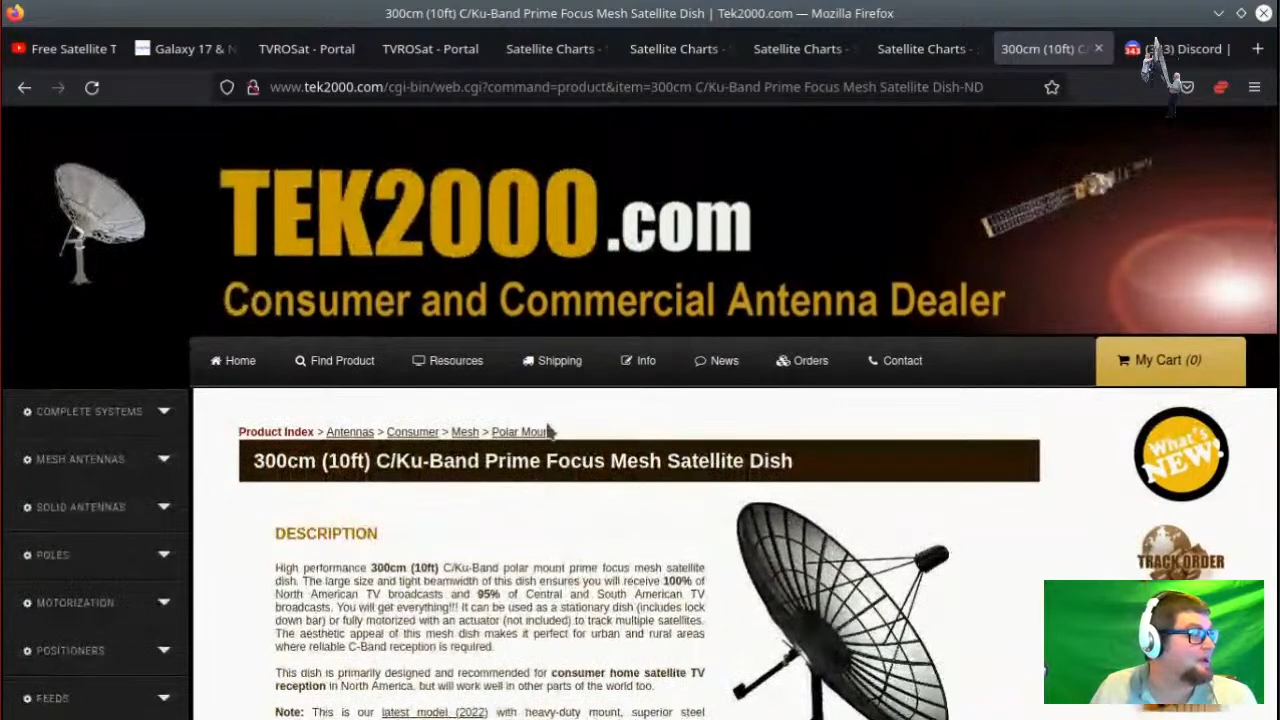 300cm (10ft) C/Ku-Band Prime Focus Mesh Satellite Dish | Tek2000.com — Mozilla Firefox
Free Satellite T
Galaxy 17 & N
TVROSat - Portal
TVROSat - Portal
Satellite Charts -
Satellite Charts -
Satellite Charts -
Satellite Charts -
300cm (10ft) C/
Discord |
www.tek2000.com/cgi-bin/web.cgi?command=product&item=300cm C/Ku-Band Prime Focus Mesh Satellite Dish-ND
TEK2000.com
Consumer and Commercial Antenna Dealer
Home
Find Product
Resources
Shipping
Info
News
Orders
Contact
My Cart (0)
COMPLETE SYSTEMS
MESH ANTENNAS
SOLID ANTENNAS
POLES
MOTORIZATION
POSITIONERS
FEEDS
Product Index > Antennas > Consumer > Mesh > Polar Mount
300cm (10ft) C/Ku-Band Prime Focus Mesh Satellite Dish
DESCRIPTION
High performance 300cm (10ft) C/Ku-Band polar mount prime focus mesh satellite
dish. The large size and tight beamwidth of this dish ensures you will receive 100% of
North American TV broadcasts and 95% of Central and South American TV
broadcasts. You will get everything!!! It can be used as a stationary dish (includes lock
down bar) or fully motorized with an actuator (not included) to track multiple satellites.
The aesthetic appeal of this mesh dish makes it perfect for urban and rural areas
where reliable C-Band reception is required.
This dish is primarily designed and recommended for consumer home satellite TV
reception in North America, but will work well in other parts of the world too.
Note: This is our latest model (2022) with heavy-duty mount, superior steel
What's
NEW!
TRACK ORDER